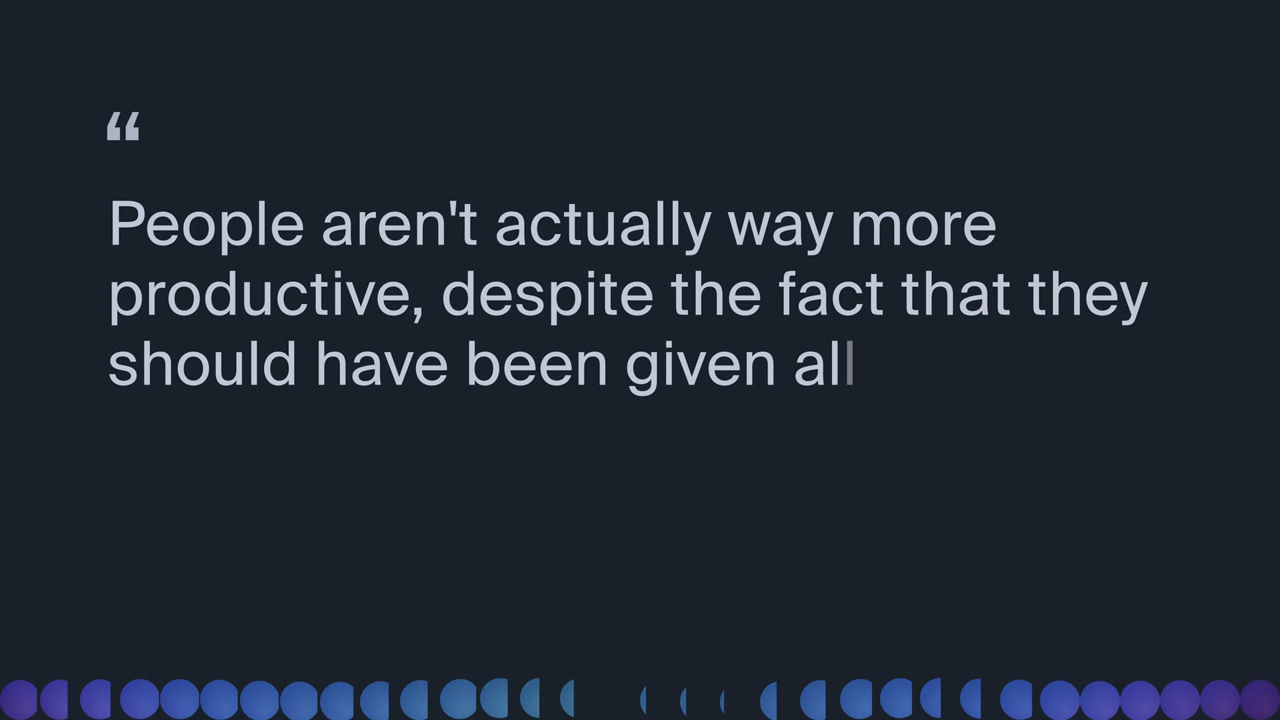 “
People aren't actually way more
productive, despite the fact that they
should have been given all